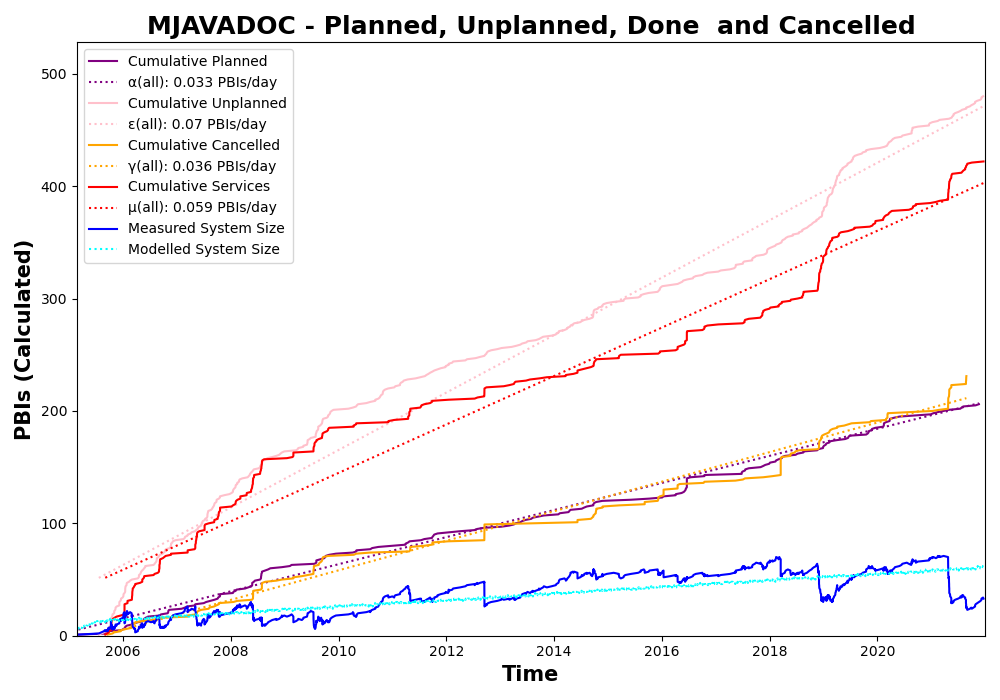 MJAVADOC - Planned, Unplanned, Done  and Cancelled
Cumulative Planned
α(all): 0.033 PBIs/day
Cumulative Unplanned
ε(all): 0.07 PBIs/day
Cumulative Cancelled
γ(all): 0.036 PBIs/day
Cumulative Services
μ(all): 0.059 PBIs/day
Measured System Size
Modelled System Size
500
400
300
200
100
0
PBIs (Calculated)
2006 2008 2010 2012 2014 2016 2018 2020
Time